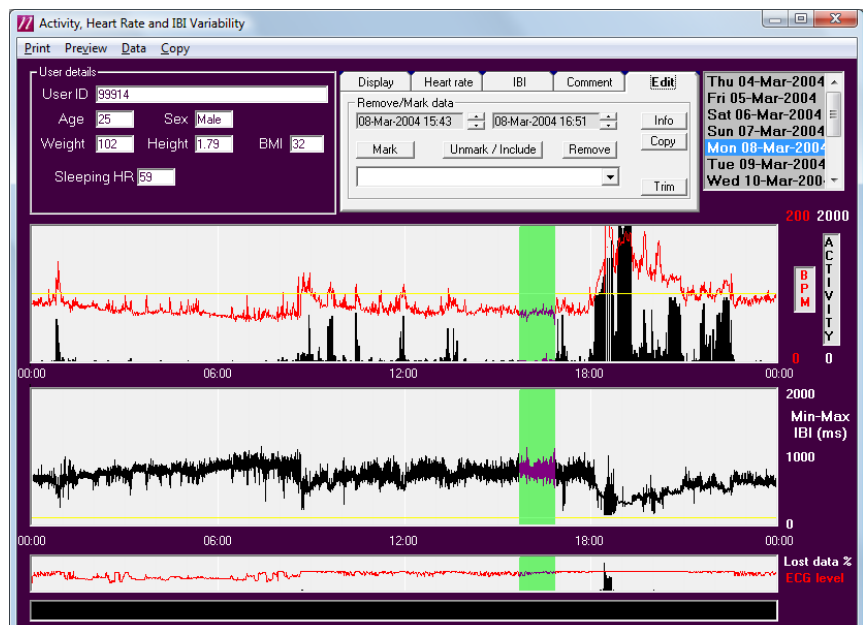 Activity, Heart Rate and IBI Variability
Print Preview Data Copy
User details
User ID 99914
Age 25 Sex Male
Weight 102 Height 1.79 BMI 32
Sleeping HR 59
Display Heart rate IBI Comment Edit
Remove/Mark data
08-Mar-2004 15:43 08-Mar-2004 16:51
Info
Copy
Mark Unmark / Include Remove
Trim
Thu 04-Mar-2004
Fri 05-Mar-2004
Sat 06-Mar-2004
Sun 07-Mar-2004
Mon 08-Mar-2004
Tue 09-Mar-2004
Wed 10-Mar-200
200 2000
BPM
ACTIVITY
0 0
00:00 06:00 12:00 18:00 00:00
2000
Min-Max
IBI (ms)
1000
0
00:00 06:00 12:00 18:00 00:00
Lost data %
ECG level